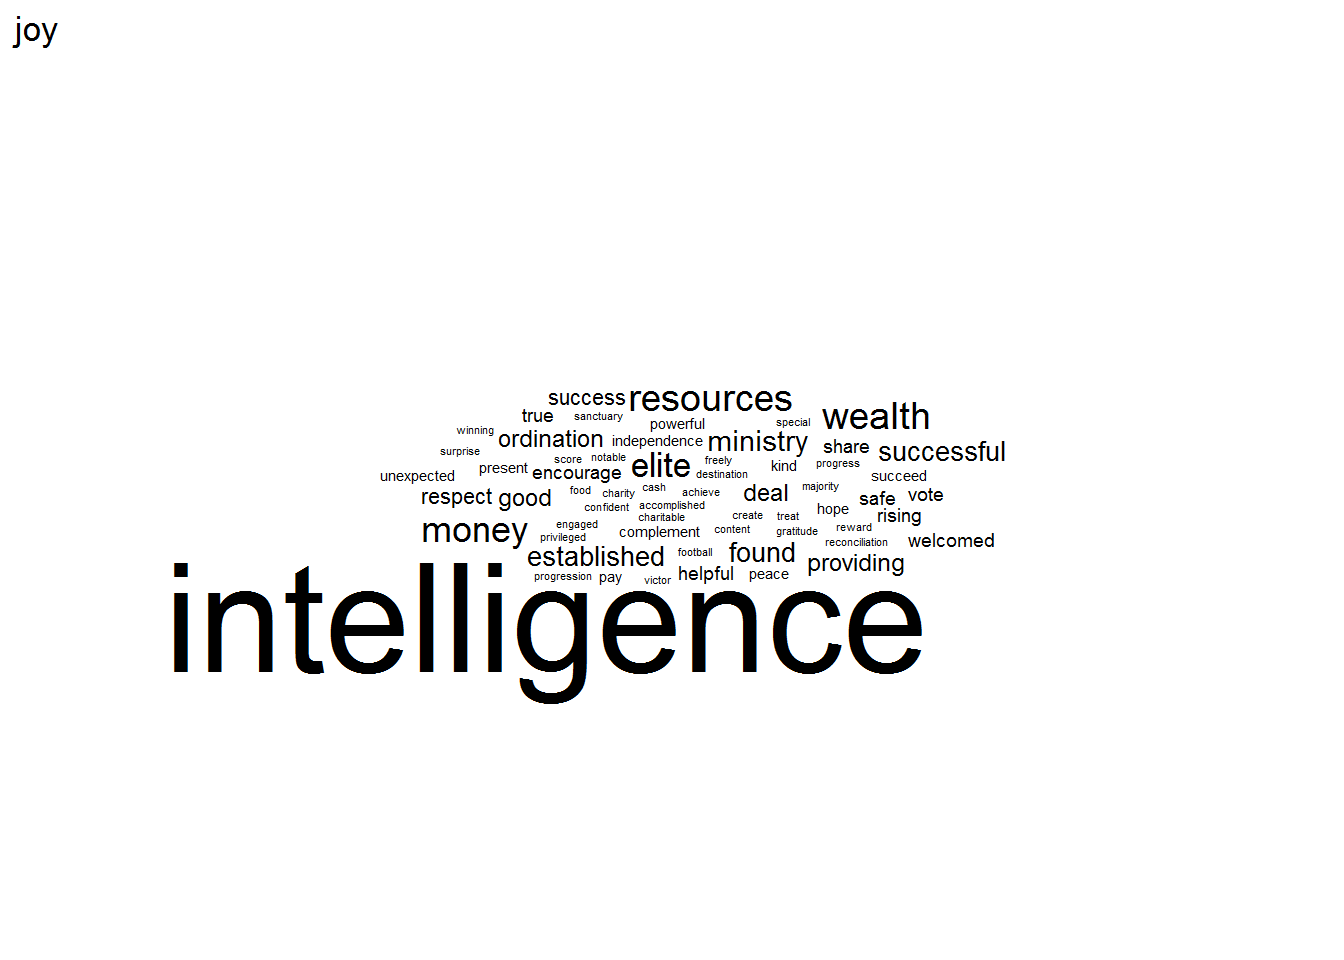 joy
success resources
true sanctuary powerful special wealth
winning ordination independence ministry share successful
surprise score notable elite freely kind progress
unexpected present encourage destination succeed
respect good food charity cash achieve deal majority safe vote
confident accomplished hope
charitable create treat rising
money engaged complement content gratitude reward welcomed
privileged reconciliation
established football found providing
progression pay victor helpful peace
intelligence